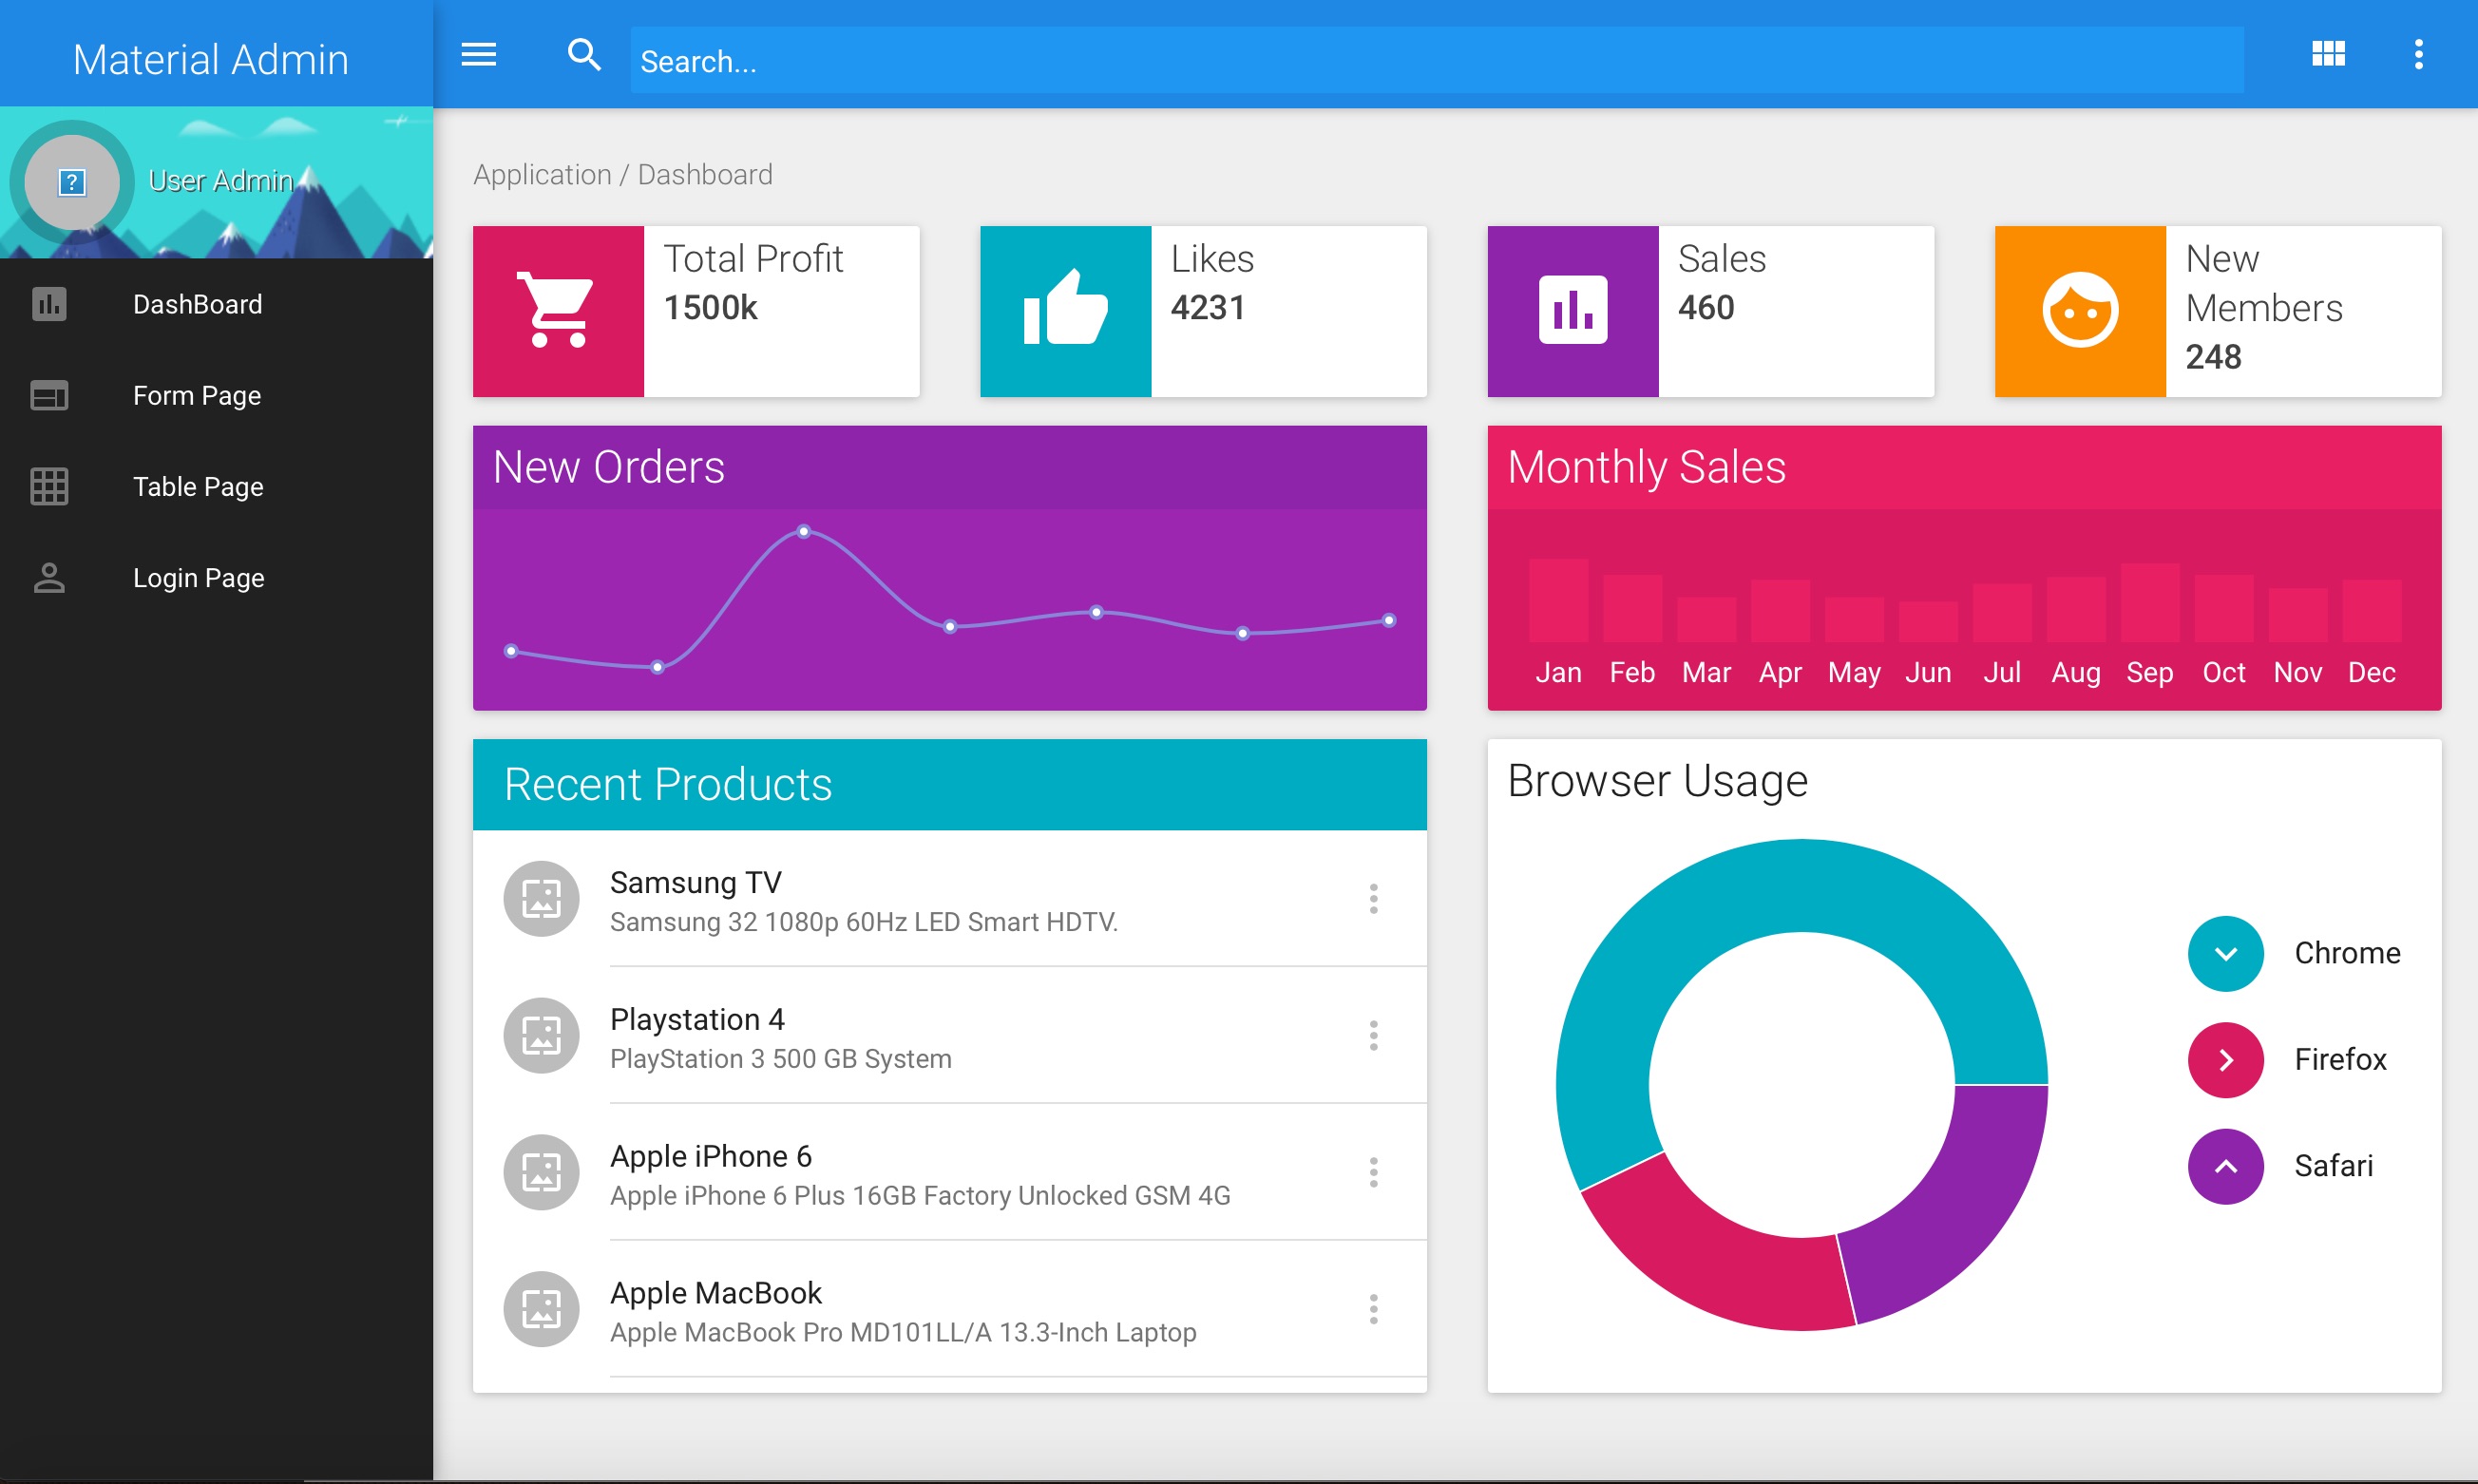 Material Admin
Search...
User Admin
DashBoard
Form Page
Table Page
Login Page
Application / Dashboard
Total Profit
1500k
Likes
4231
Sales
460
New
Members
248
New Orders
Monthly Sales
Jan Feb Mar Apr May Jun Jul Aug Sep Oct Nov Dec
Recent Products
Samsung TV
Samsung 32 1080p 60Hz LED Smart HDTV.
Playstation 4
PlayStation 3 500 GB System
Apple iPhone 6
Apple iPhone 6 Plus 16GB Factory Unlocked GSM 4G
Apple MacBook
Apple MacBook Pro MD101LL/A 13.3-Inch Laptop
Browser Usage
Chrome
Firefox
Safari